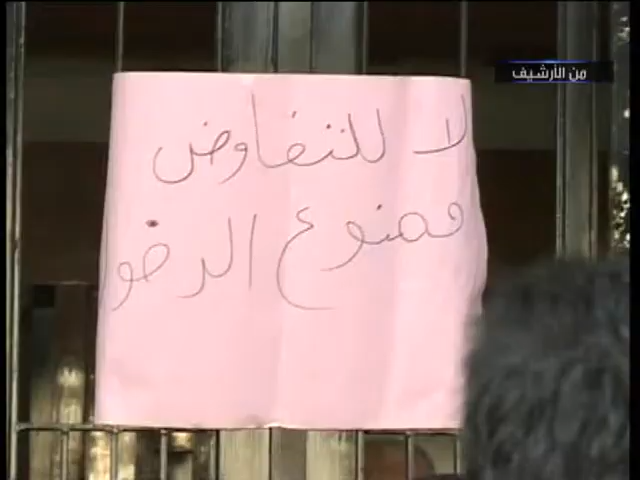 من الأرشيف
لا للتفاوض
ممنوع الدخو